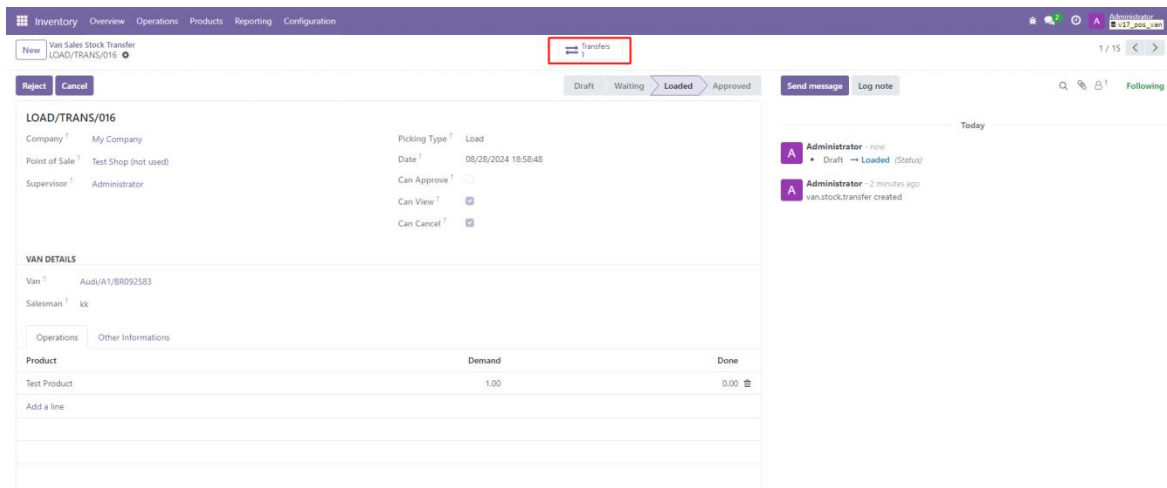 Inventory Overview Operations Products Reporting Configuration 2 A Administrator v17_pos_van
New Van Sales Stock Transfer Transfers 1 / 15
LOAD/TRANS/016 1
Reject Cancel Draft Waiting Loaded Approved Send message Log note 1 Following
LOAD/TRANS/016 Today
Company ? My Company Picking Type ? Load
Point of Sale ? Test Shop (not used) Date ? 08/28/2024 18:58:48
Supervisor ? Administrator Can Approve ?
Can View ?
Can Cancel ?
A Administrator - now
Draft → Loaded (Status)
A Administrator - 2 minutes ago
van.stock.transfer created
VAN DETAILS
Van ? Audi/A1/BR092583
Salesman ? kk
Operations Other Informations
Product Demand Done
Test Product 1.00 0.00
Add a line